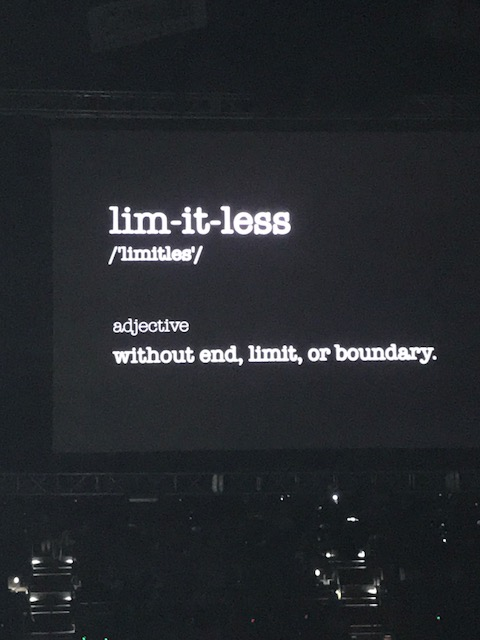 lim-it-less
/'limitles'/
adjective
without end, limit, or boundary.